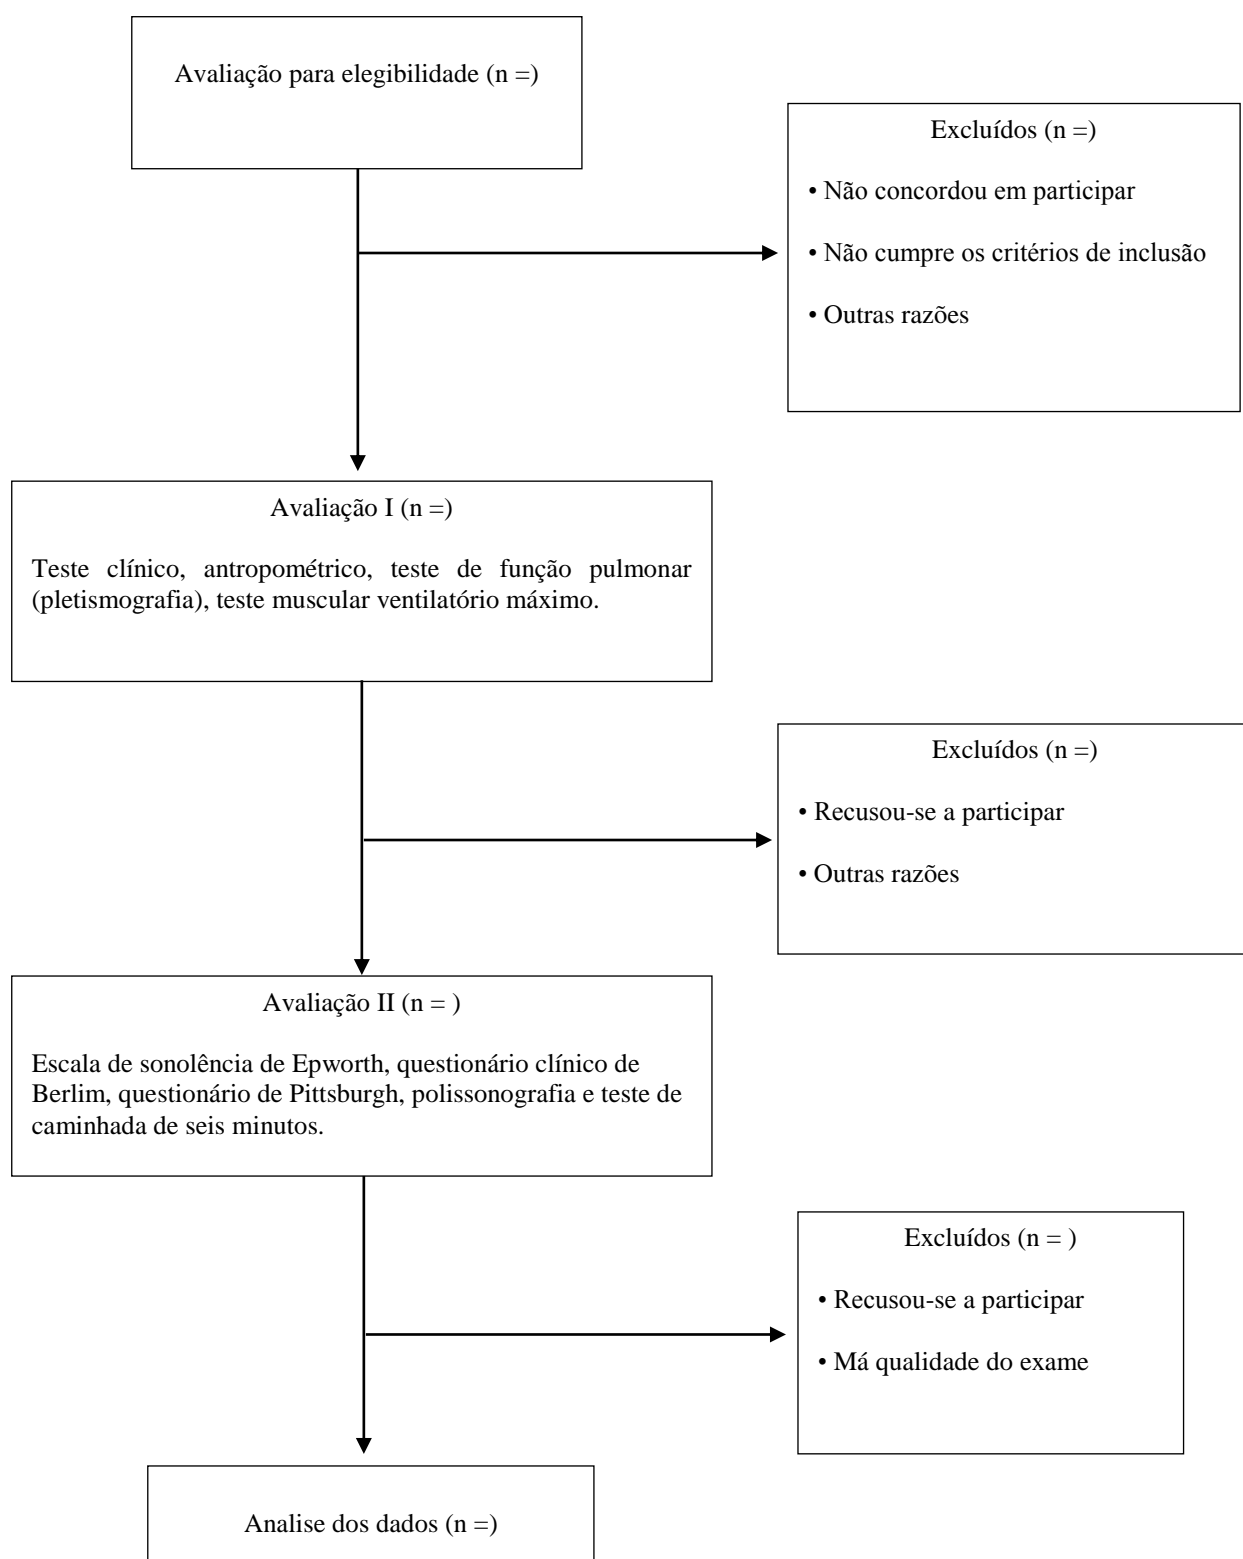 Avaliação para elegibilidade (n =)
Excluídos (n =)
• Não concordou em participar
• Não cumpre os critérios de inclusão
• Outras razões
Avaliação I (n =)
Teste clínico, antropométrico, teste de função pulmonar
(pletismografia), teste muscular ventilatório máximo.
Excluídos (n =)
• Recusou-se a participar
• Outras razões
Avaliação II (n = )
Escala de sonolência de Epworth, questionário clínico de
Berlim, questionário de Pittsburgh, polissonografia e teste de
caminhada de seis minutos.
Excluídos (n = )
• Recusou-se a participar
• Má qualidade do exame
Analise dos dados (n =)